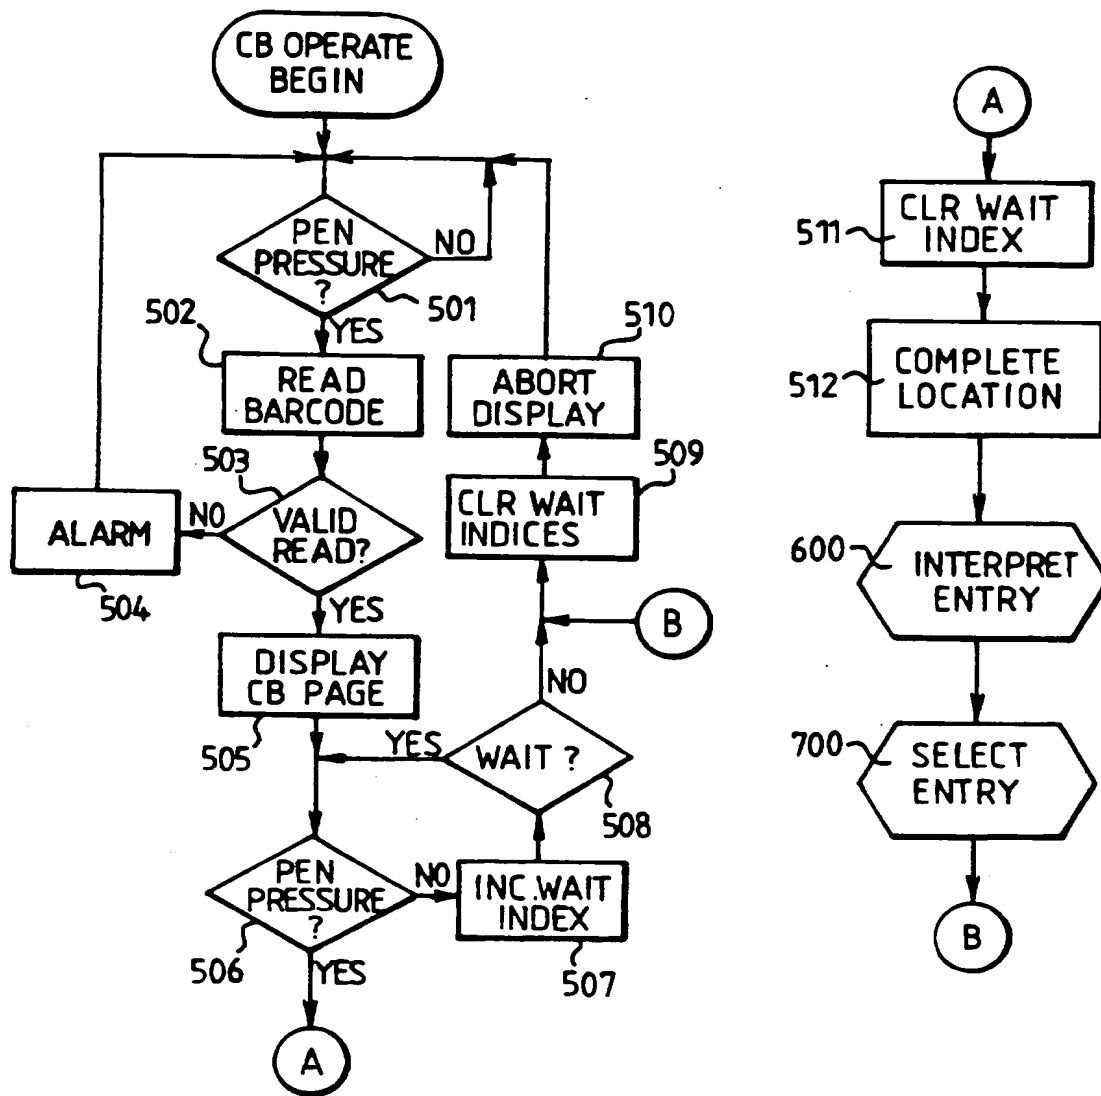 CB OPERATE
BEGIN
PEN
PRESSURE
?
NO
501
YES
502
READ
BARCODE
503
VALID
READ?
NO
ALARM
504
YES
DISPLAY
CB PAGE
505
PEN
PRESSURE
?
506
NO
YES
A
INC.WAIT
INDEX
507
WAIT ?
508
YES
NO
B
CLR WAIT
INDICES
509
ABORT
DISPLAY
510
A
CLR WAIT
INDEX
511
COMPLETE
LOCATION
512
INTERPRET
ENTRY
600
SELECT
ENTRY
700
B